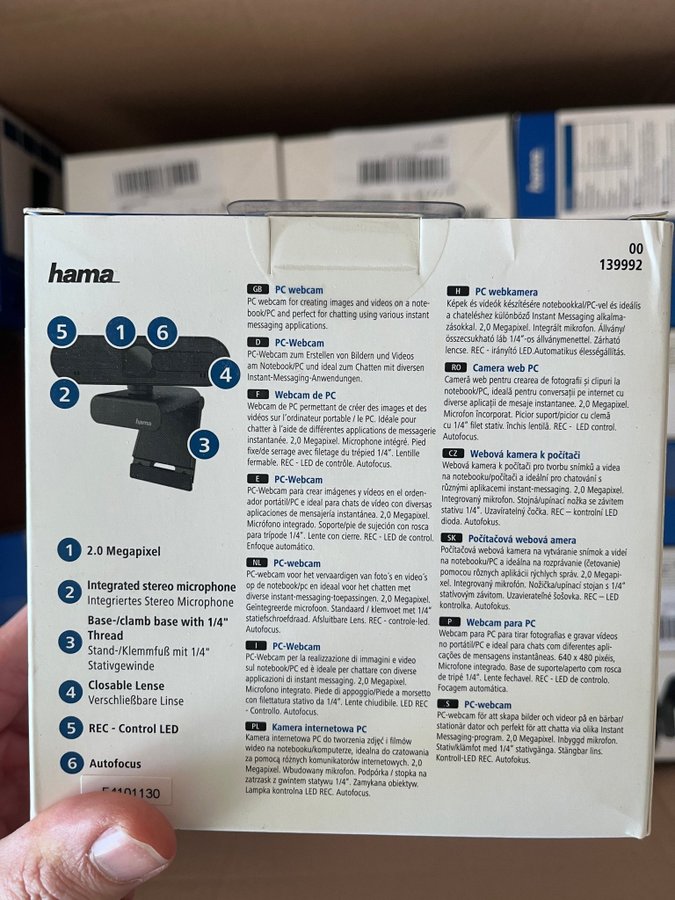 hama
00
139992
hama
5
1
6
4
2
3
hama
1 2.0 Megapixel
2 Integrated stereo microphone
Integriertes Stereo Microphone
3 Base-/clamb base with 1/4"
Thread
Stand-/Klemmfuß mit 1/4"
Stativgewinde
4 Closable Lense
Verschließbare Linse
5 REC - Control LED
6 Autofocus
GB PC webcam
PC webcam for creating images and videos on a note-
book/PC and perfect for chatting using various instant
messaging applications.
D PC-Webcam
PC-Webcam zum Erstellen von Bildern und Videos
am Notebook/PC und ideal zum Chatten mit diversen
Instant-Messaging-Anwendungen.
F Webcam de PC
Webcam de PC permettant de créer des images et des
vidéos sur l'ordinateur portable / le PC. Idéale pour
chatter à l'aide de différentes applications de messagerie
instantanée. 2,0 Megapixel. Microphone intégré. Pied
fixe/de serrage avec filetage du trépied 1/4". Lentille
fermable. REC - LED de contrôle. Autofocus.
E PC-Webcam
PC-Webcam para crear imágenes y vídeos en el orden-
ador portátil/PC e ideal para chats de vídeo con diversas
aplicaciones de mensajería instantánea. 2,0 Megapixel.
Micrófono integrado. Soporte/pie de sujeción con rosca
para trípode 1/4". Lente con cierre. REC - LED de control.
Enfoque automático.
NL PC-webcam
PC-webcam voor het vervaardigen van foto's en video's
op de notebook/pc en ideaal voor het chatten met
diverse instant-messaging-toepassingen. 2,0 Megapixel.
Geïntegreerde microfoon. Standaard / klemvoet met 1/4"
statiefschroefdraad. Afsluitbare Lens. REC - controle-led.
Autofocus.
I PC-Webcam
PC-Webcam per la realizzazione di immagini e video
sul notebook/PC ed è ideale per chattare con diverse
applicazioni di instant messaging. 2,0 Megapixel.
Microfono integrato. Piede di appoggio/Piede a morsetto
con filettatura stativo da 1/4". Lente chiudibile. LED REC
- Controllo. Autofocus.
PL Kamera internetowa PC
Kamera internetowa PC do tworzenia zdjęć i filmów
wideo na notebooku/komputerze, idealna do czatowania
za pomocą różnych komunikatorów internetowych. 2,0
Megapixel. Wbudowany mikrofon. Podpórka / stopka na
zatrzask z gwintem statywu 1/4". Zamykana obiektyw.
Lampka kontrolna LED REC. Autofocus.
H PC webkamera
Képek és videók készítésére notebookkal/PC-vel és ideális
a chateléshez különböző Instant Messaging alkalma-
zásokkal. 2,0 Megapixel. Integrált mikrofon. Állvány/
összecsukható láb 1/4"-os állványmenettel. Zárható
lencse. REC - irányító LED.Automatikus élességállítás.
RO Camera web PC
Cameră web pentru crearea de fotografii și clipuri la
notebook/PC, ideală pentru conversații pe internet cu
diverse aplicații de mesaje instantanee. 2,0 Megapixel.
Microfon încorporat. Picior suport/picior cu clemă
cu 1/4" filet stativ. închis lentilă. REC - LED control.
Autofocus.
CZ Webová kamera k počítači
Webová kamera k počítači pro tvorbu snímků a videa
na notebooku/počítači a ideální pro chatování s
různými aplikacemi instant-messaging. 2,0 Megapixel.
Integrovaný mikrofon. Stojná/upínací nožka se závitem
stativu 1/4". Uzavíratelný čočka. REC – kontrolní LED
dioda. Autofokus.
SK Počítačová webová amera
Počítačová webová kamera na vytváranie snímok a videí
na notebooku/PC a ideálna na rozprávanie (četovanie)
pomocou rôznych aplikácii rýchlych správ. 2,0 Megapi-
xel. Integrovaný mikrofón. Nožička/upínací stojan s 1/4"
statívovým závitom. Uzavierateľné šošovka. REC – LED
kontrolka. Autofokus.
P Webcam para PC
Webcam para PC para tirar fotografias e gravar vídeos
no portátil/PC e ideal para chats com diferentes apli-
cações de mensagens instantâneas. 640 x 480 pixéis,
Microfone integrado. Base de suporte/aperto com rosca
de tripé 1/4". Lente fechavel. REC - LED de controlo.
Focagem automática.
S PC-webcam
PC-webcam för att skapa bilder och videor på en bärbar/
stationär dator och perfekt för att chatta via olika Instant
Messaging-program. 2,0 Megapixel. Inbyggd mikrofon.
Stativ/klämfot med 1/4" stativgänga. Stängbar lins.
Kontroll-LED REC. Autofokus.
54101130